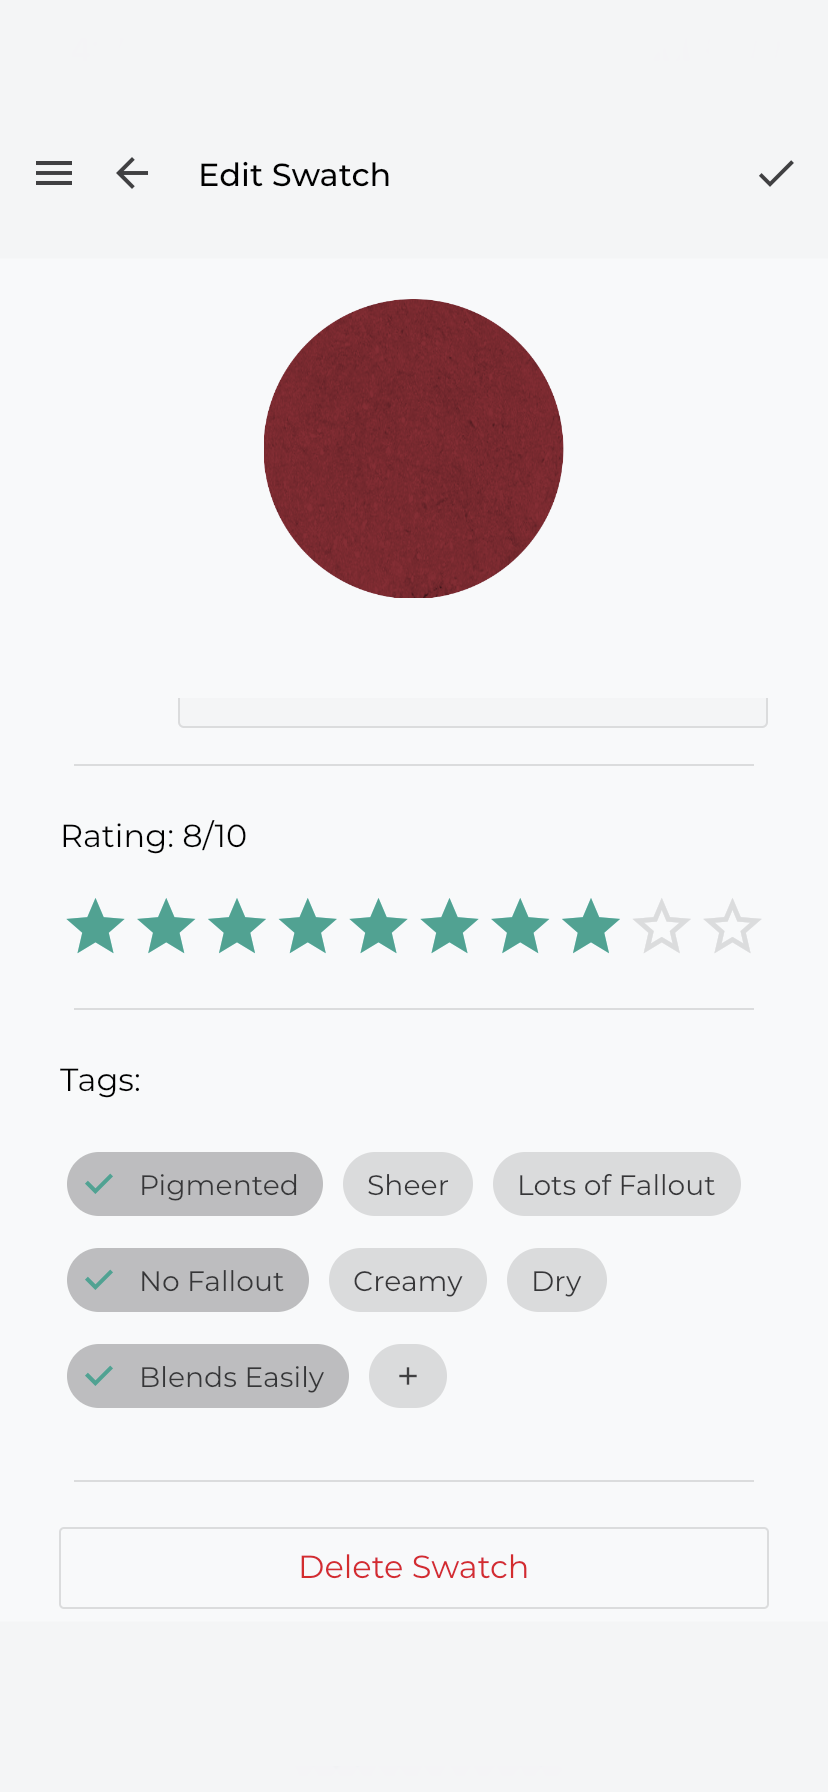 Edit Swatch
Rating: 8/10
Tags:
Pigmented Sheer Lots of Fallout
No Fallout Creamy Dry
Blends Easily +
Delete Swatch